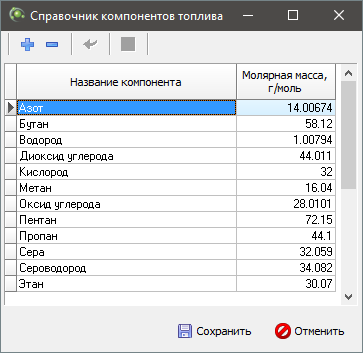 Справочник компонентов топлива
Название компонента
Молярная масса,
г/моль
Азот 14.00674
Бутан 58.12
Водород 1.00794
Диоксид углерода 44.011
Кислород 32
Метан 16.04
Оксид углерода 28.0101
Пентан 72.15
Пропан 44.1
Сера 32.059
Сероводород 34.082
Этан 30.07
Сохранить Отменить